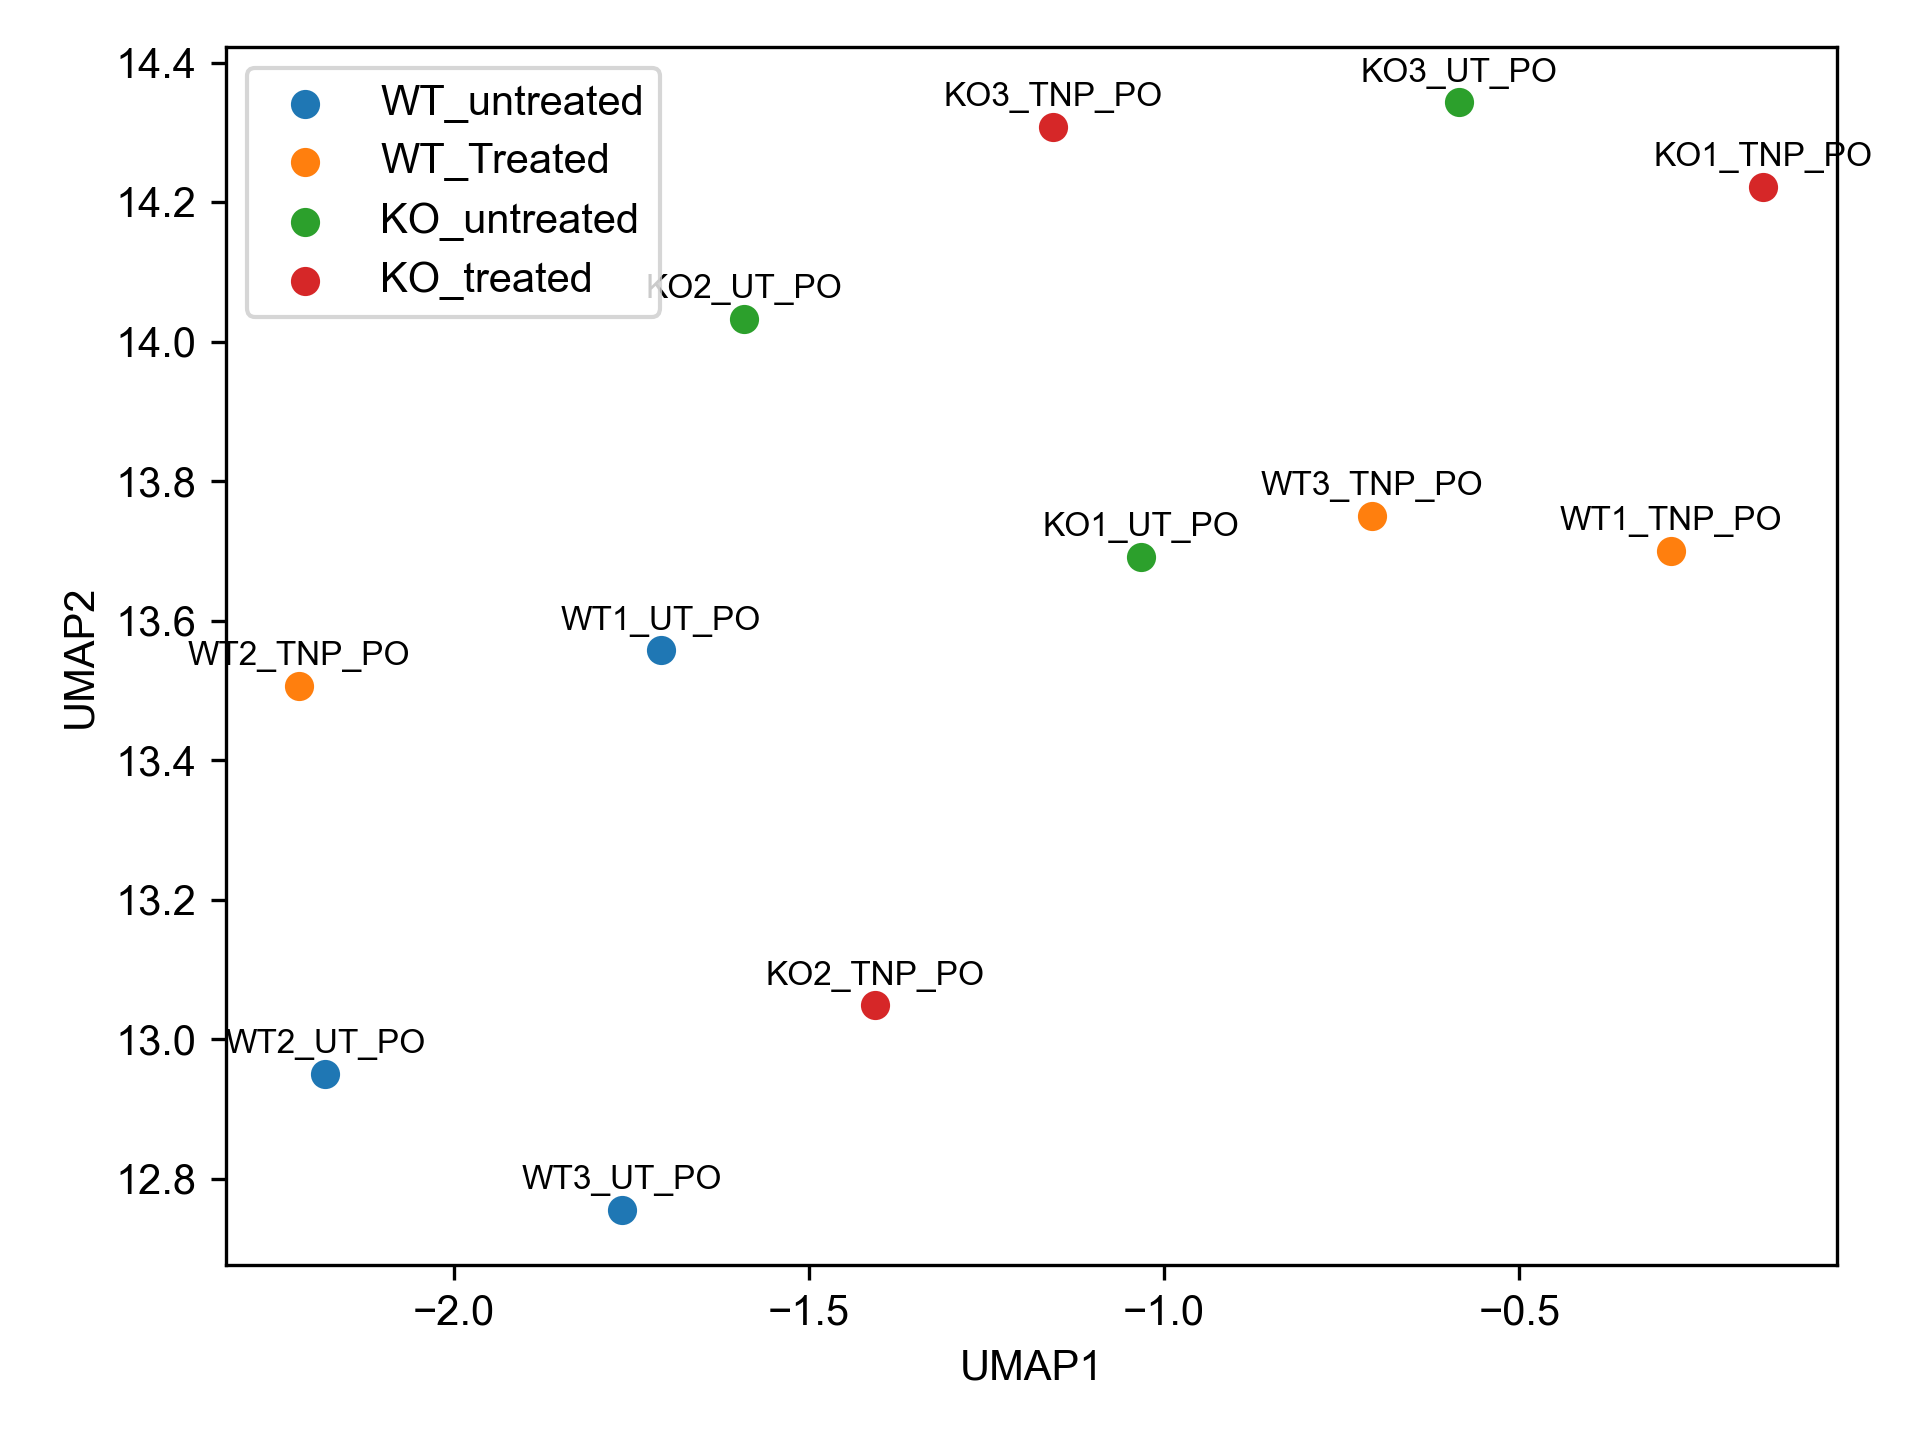 14.4
14.2
14.0
13.8
13.6
13.4
13.2
13.0
12.8
UMAP2
WT_untreated
WT_Treated
KO_untreated
KO_treated
KO3_UT_PO
KO3_TNP_PO
KO1_TNP_PO
KO2_UT_PO
WT3_TNP_PO
WT1_TNP_PO
KO1_UT_PO
WT1_UT_PO
WT2_TNP_PO
KO2_TNP_PO
WT2_UT_PO
WT3_UT_PO
−2.0 −1.5 −1.0 −0.5
UMAP1